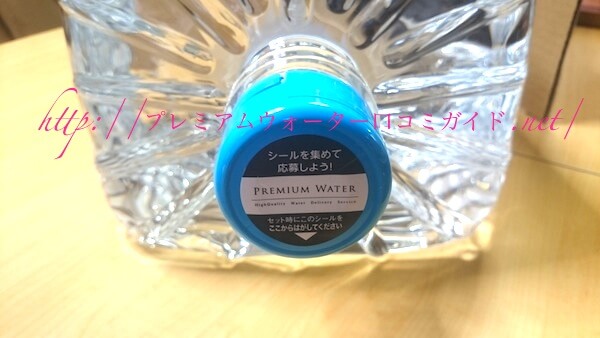 http://プレミアムウォーター口コミガイド.net/
シールを集めて
応募しよう!
PREMIUM WATER
HighQuality Water Delivery Service
セット時にこのシールを
ここからはがしてください